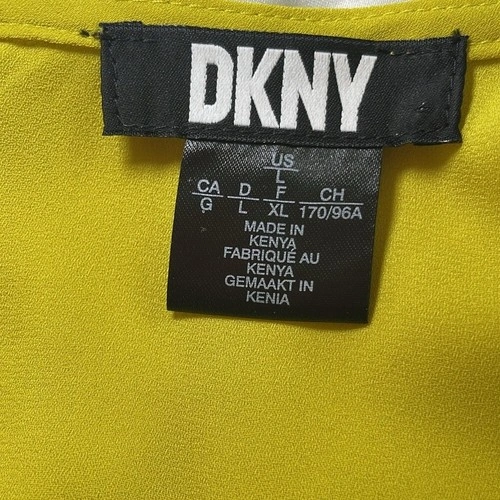 DKNY
US
L
CA D F CH
G L XL 170/96A
MADE IN
KENYA
FABRIQUÉ AU
KENYA
GEMAAKT IN
KENIA